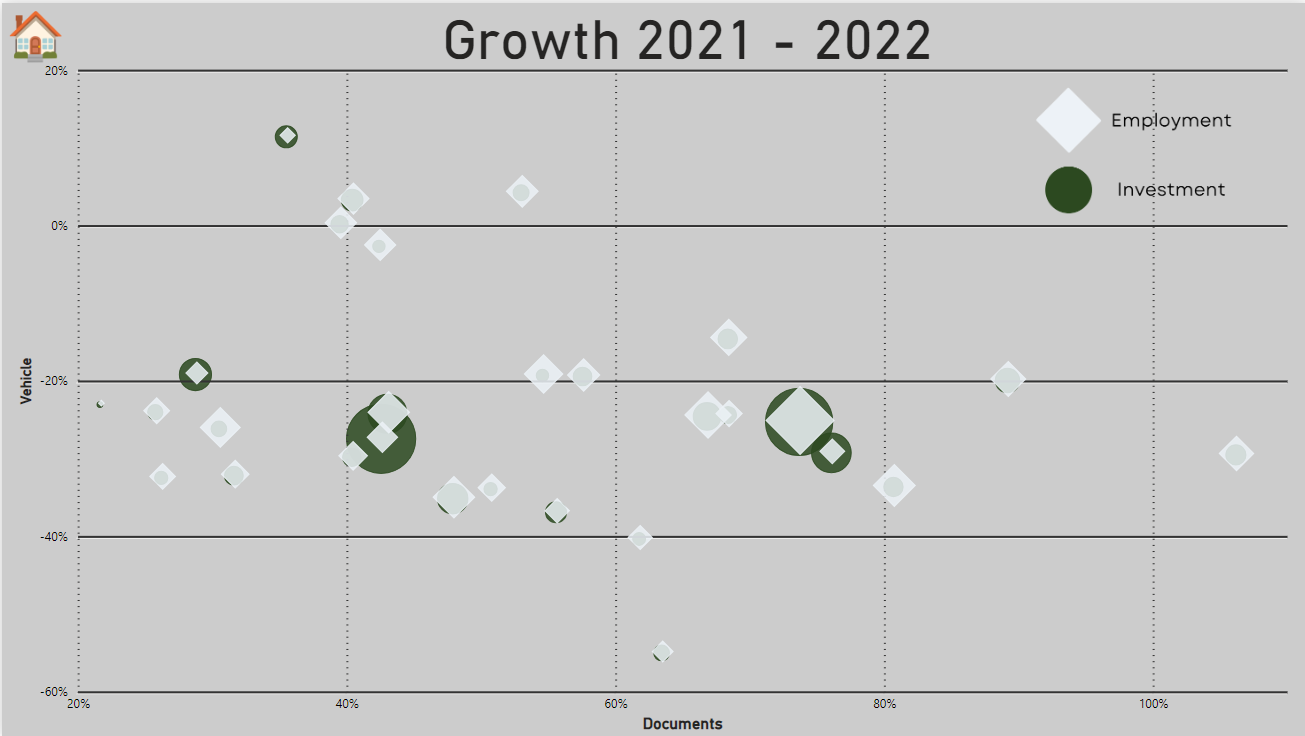 Growth 2021 - 2022
20%
Employment
Investment
0%
Vehicle
-20%
-40%
-60%
20%
40%
60%
80%
100%
Documents